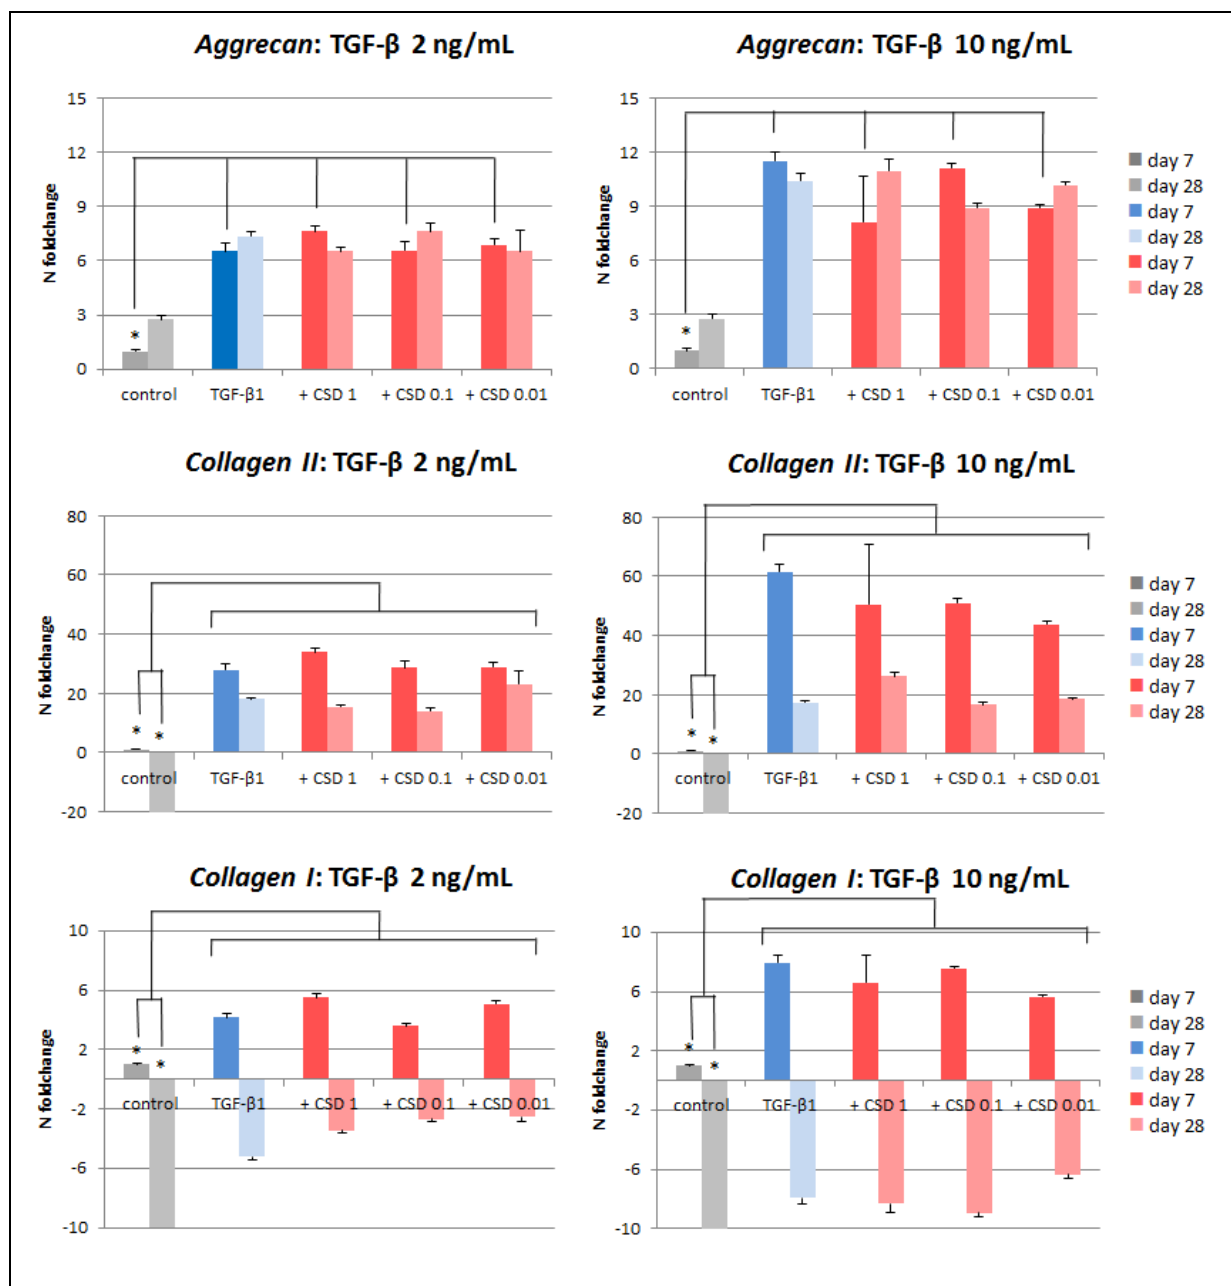 Aggrecan: TGF-β 2 ng/mL
15
12
9
6
3
0
N foldchange
*
control
TGF-β1
+ CSD 1
+ CSD 0.1
+ CSD 0.01
Aggrecan: TGF-β 10 ng/mL
15
12
9
6
3
0
N foldchange
*
control
TGF-β1
+ CSD 1
+ CSD 0.1
+ CSD 0.01
day 7
day 28
day 7
day 28
day 7
day 28
Collagen II: TGF-β 2 ng/mL
80
60
40
20
0
-20
N foldchange
* *
control
TGF-β1
+ CSD 1
+ CSD 0.1
+ CSD 0.01
Collagen II: TGF-β 10 ng/mL
80
60
40
20
0
-20
N foldchange
* *
control
TGF-β1
+ CSD 1
+ CSD 0.1
+ CSD 0.01
day 7
day 28
day 7
day 28
day 7
day 28
Collagen I: TGF-β 2 ng/mL
10
6
2
-2
-6
-10
N foldchange
* *
control
TGF-β1
+ CSD 1
+ CSD 0.1
+ CSD 0.01
Collagen I: TGF-β 10 ng/mL
10
6
2
-2
-6
-10
N foldchange
* *
control
TGF-β1
+ CSD 1
+ CSD 0.1
+ CSD 0.01
day 7
day 28
day 7
day 28
day 7
day 28